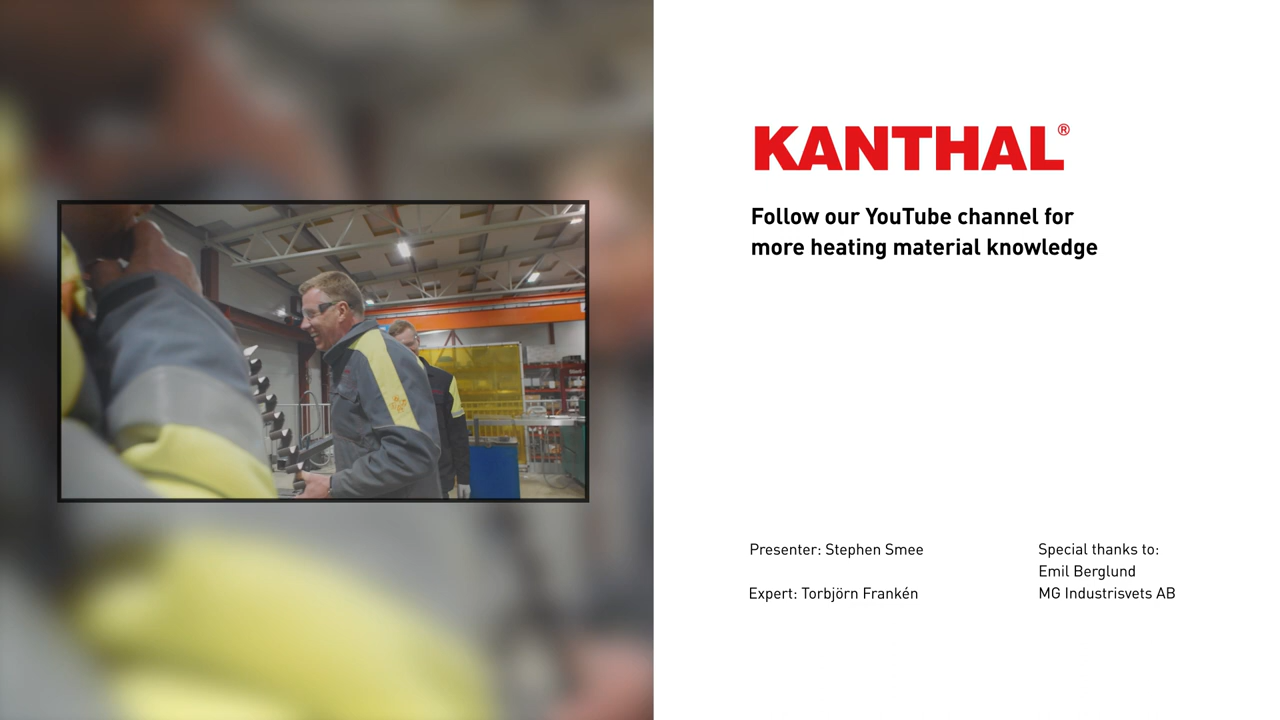 KANTHAL®
Follow our YouTube channel for
more heating material knowledge
Presenter: Stephen Smee
Expert: Torbjörn Frankén
Special thanks to:
Emil Berglund
MG Industrisvets AB